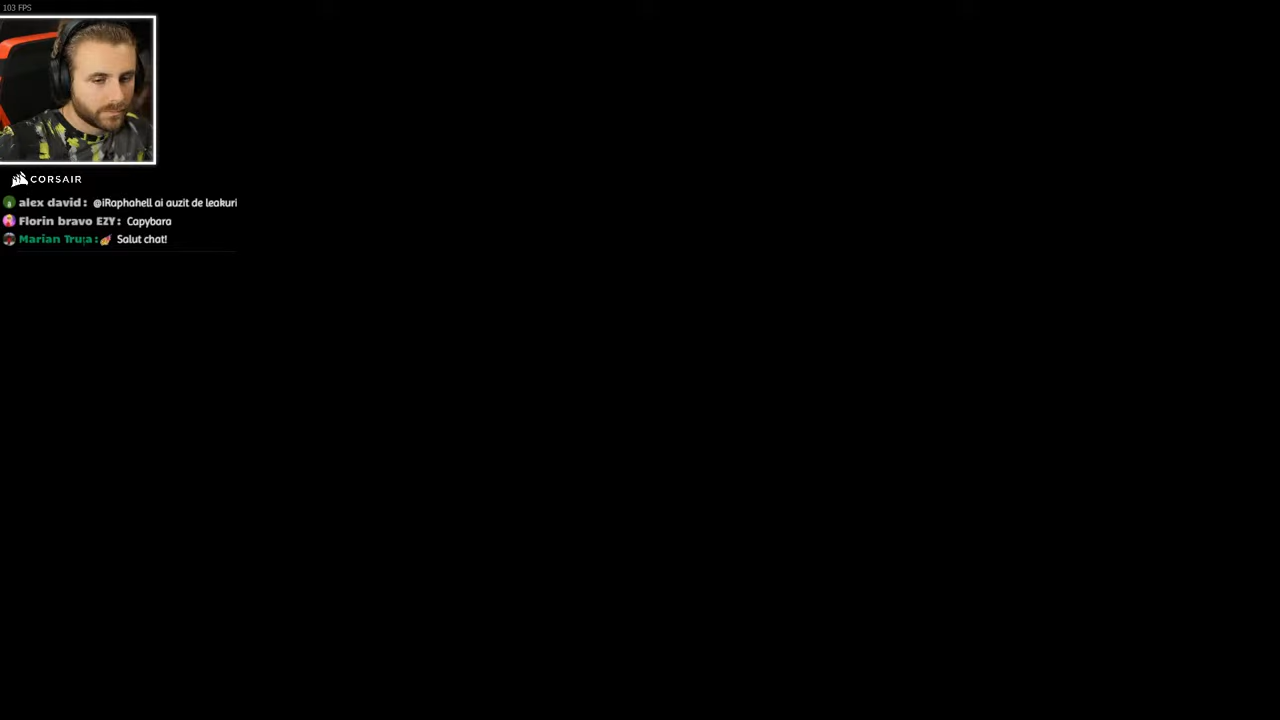 103 FPS
CORSAIR
alex david: @iRaphahell ai auzit de leakuri
Florin bravo EZY: Capybara
Marian Truța: Salut chat!